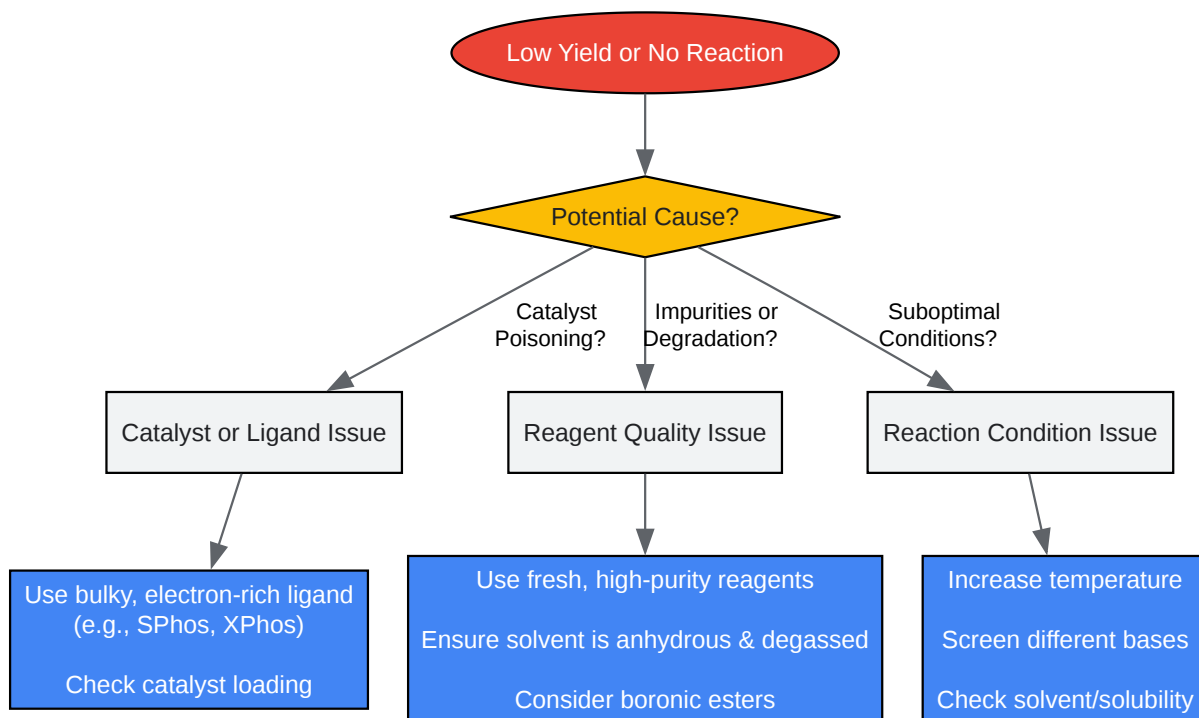 Low Yield or No Reaction
Potential Cause?
Catalyst
Poisoning?
Impurities or
Degradation?
Suboptimal
Conditions?
Catalyst or Ligand Issue
Reagent Quality Issue
Reaction Condition Issue
Use bulky, electron-rich ligand
(e.g., SPhos, XPhos)
Check catalyst loading
Use fresh, high-purity reagents
Ensure solvent is anhydrous & degassed
Consider boronic esters
Increase temperature
Screen different bases
Check solvent/solubility